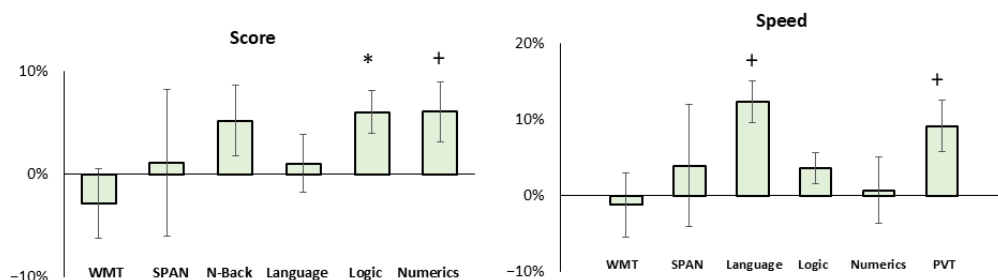 Score
10%
*
+
0%
−10%
WMT SPAN N-Back Language Logic Numerics
Speed
20%
+
+
10%
0%
−10%
WMT SPAN Language Logic Numerics PVT